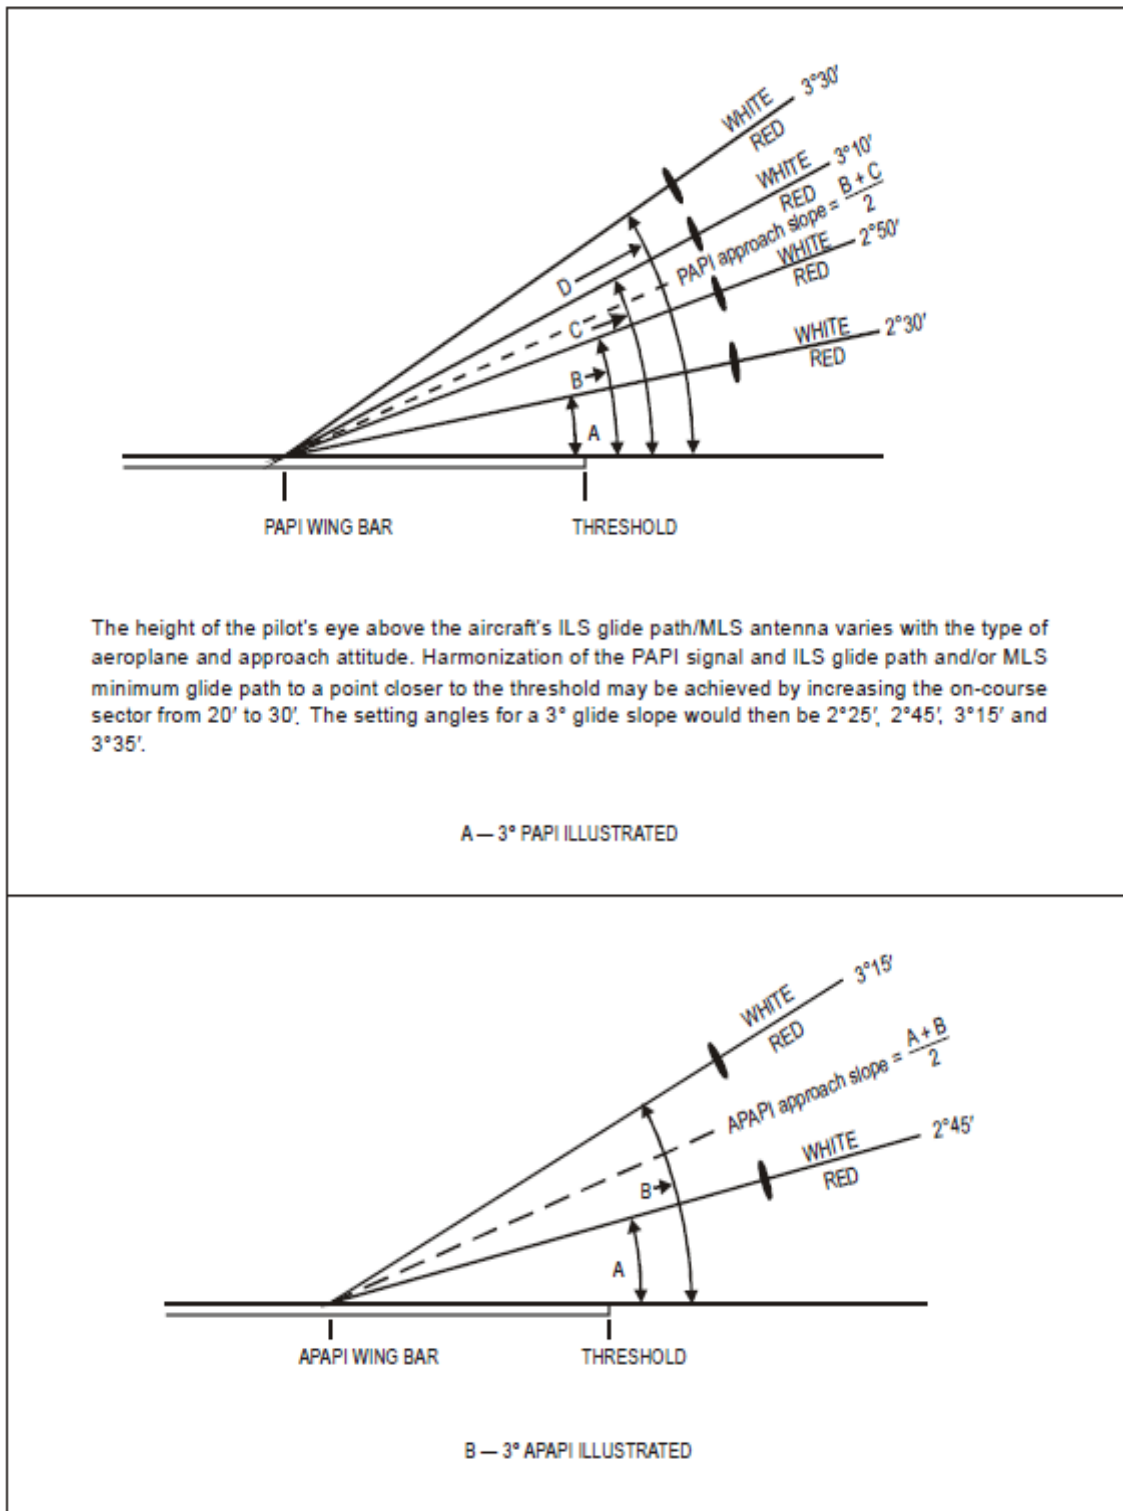 WHITE 3°30′
RED
WHITE 3°10′
RED
PAPI approach slope = B + C
2
WHITE 2°50′
RED
WHITE 2°30′
RED
D
C
B
A
PAPI WING BAR THRESHOLD
The height of the pilot's eye above the aircraft's ILS glide path/MLS antenna varies with the type of
aeroplane and approach attitude. Harmonization of the PAPI signal and ILS glide path and/or MLS
minimum glide path to a point closer to the threshold may be achieved by increasing the on-course
sector from 20′ to 30′. The setting angles for a 3° glide slope would then be 2°25′, 2°45′, 3°15′ and
3°35′.
A — 3° PAPI ILLUSTRATED
WHITE 3°15′
RED
APAPI approach slope = A + B
2
WHITE 2°45′
RED
B
A
APAPI WING BAR THRESHOLD
B — 3° APAPI ILLUSTRATED